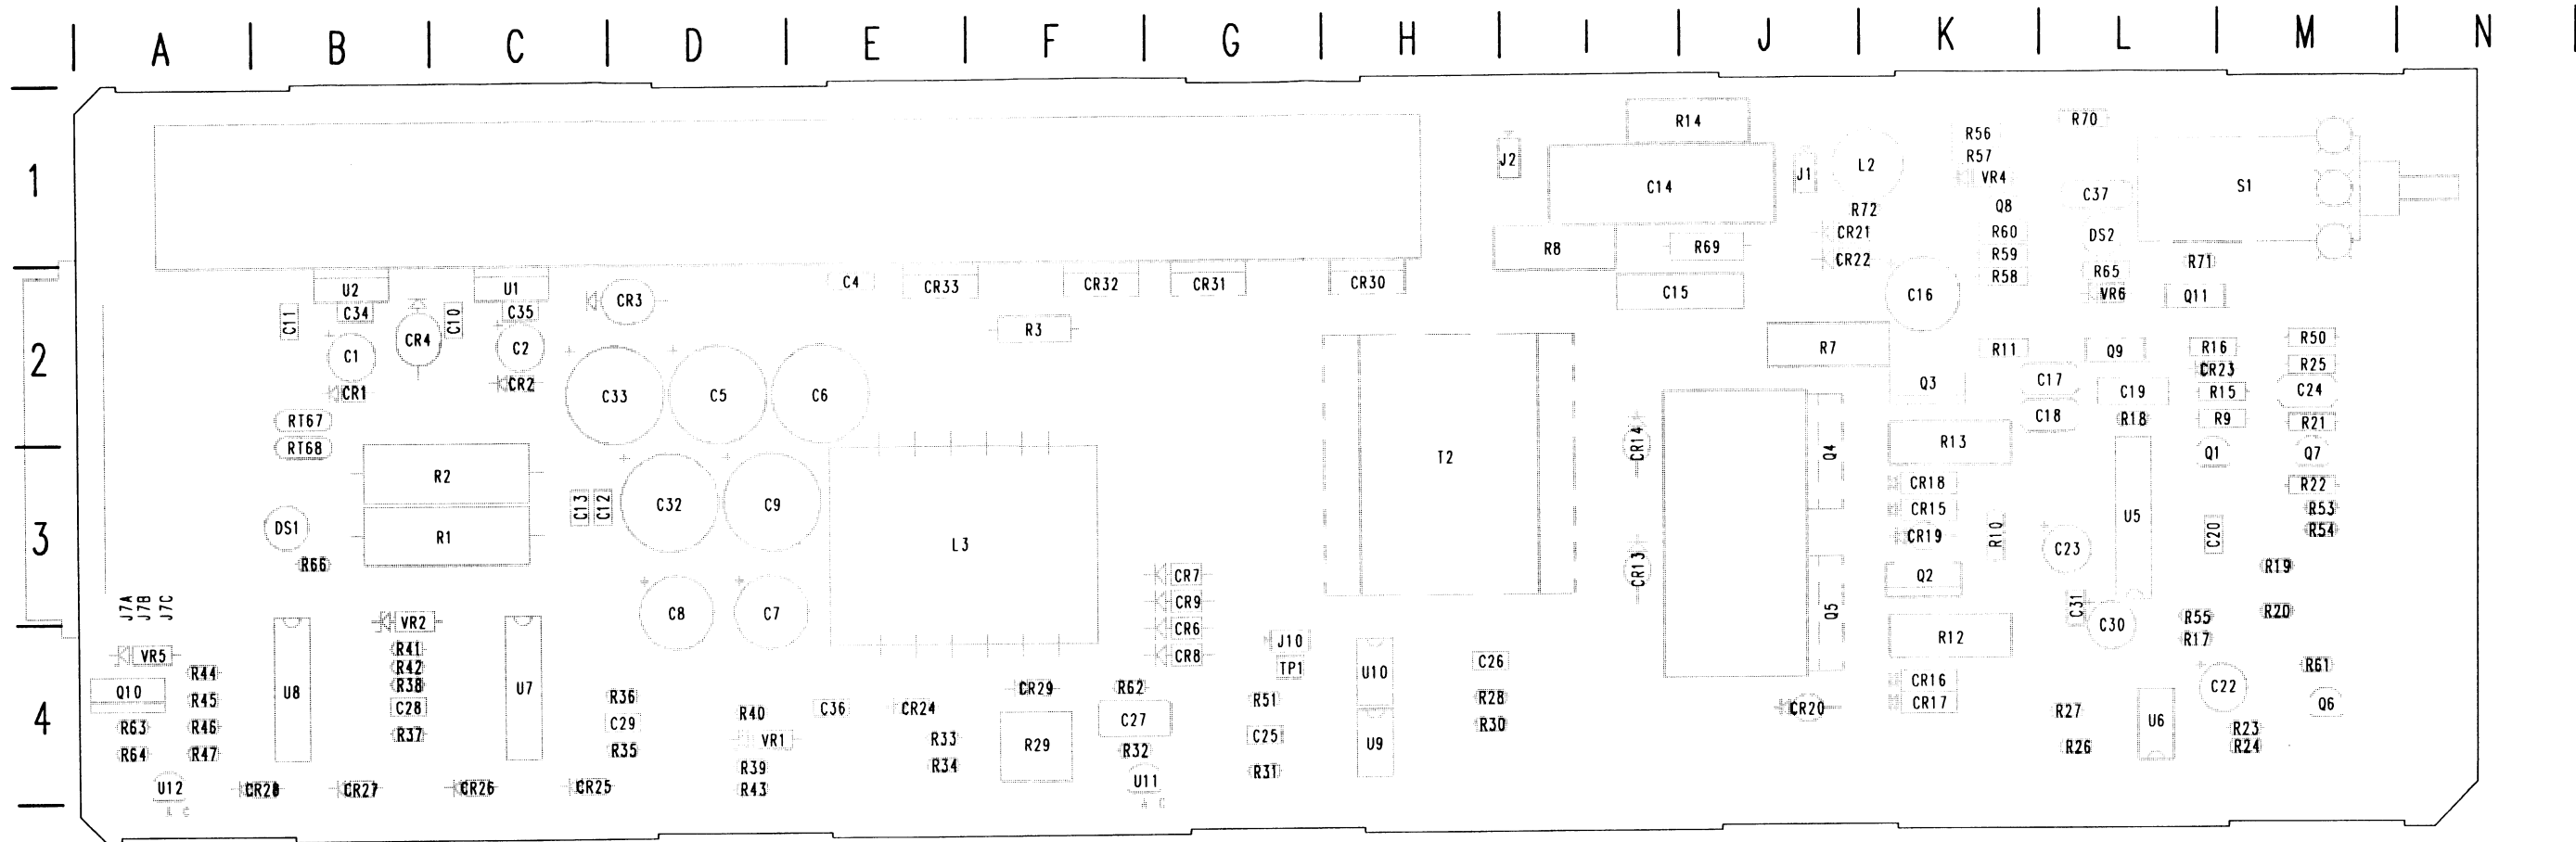 A B C D E F G H J K L M N
R14 R70
R56
1 J2 R57 L2
J1 VR4 S1
C14 C37
R72 Q8
CR21 R60 DS2
R8 R69
CR22 R59 R71
U2 U1 CR3 C4 CR33 CR32 CR31 CR30 C15 C16 R58 R65
VR6 Q11
C11 C34 C10 C35
R3
CR4 R50
2 C1 C2 R7 R11 Q9 R16
R25
CR2 CR23
CR1 C33 C5 C6 Q3 C17 C19 R15 C24
RT67 C18 R18 R9 R21
RT68 CR14 Q4 R13 Q1 Q7
R2 T2
CR18 R22
C13 C12 C32 C9 CR15 R53
DS1 U5
3 R1 L3 CR19 R10 C20 R54
C23
R66 CR7 CR13 Q2 R19
J7A J7B J7C C8 C7 CR9 Q5 C31 R20
VR2 CR6 C30 R55
J10 R12 R17
R41
VR5 CR8
R42 TP1 C26 R61
R44 U10
R38 CR16
Q10 U8 U7 R36 CR29 R62 C22
R45 R51 R28 CR17 Q6
C28 C36 CR24 CR20
4 R40 R27
R63 R46 C29 C27 U6
R37 R33 C25 R30 R23
VR1 R29 U9
R64 R47 R35 R32 R26 R24
R39 R34 R31
U12 CR28 CR27 CR26 CR25 R43 U11
A C A C